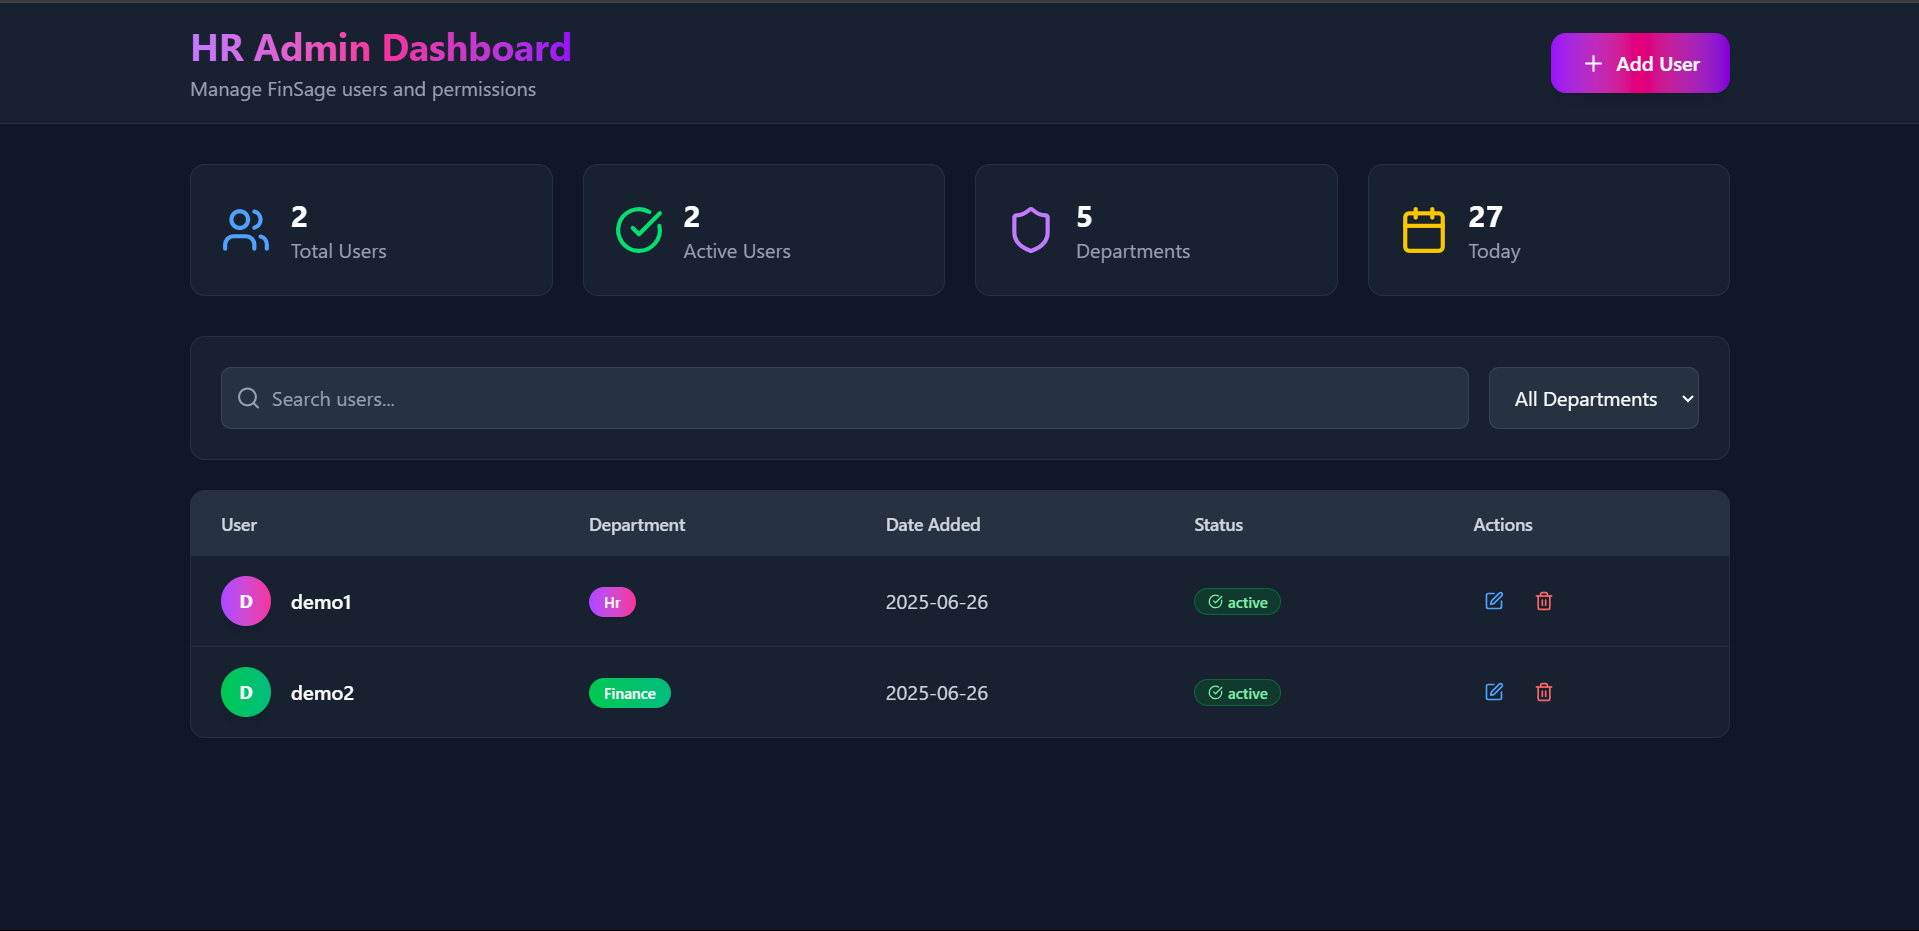 HR Admin Dashboard
Manage FinSage users and permissions
Add User
2
Total Users
2
Active Users
5
Departments
27
Today
Search users...
All Departments
User Department Date Added Status Actions
D demo1 Hr 2025-06-26 active
D demo2 Finance 2025-06-26 active